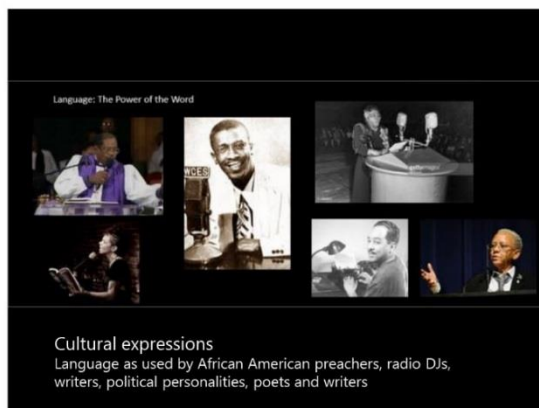 Language: The Power of the Word
WCES
Cultural expressions
Language as used by African American preachers, radio DJs,
writers, political personalities, poets and writers